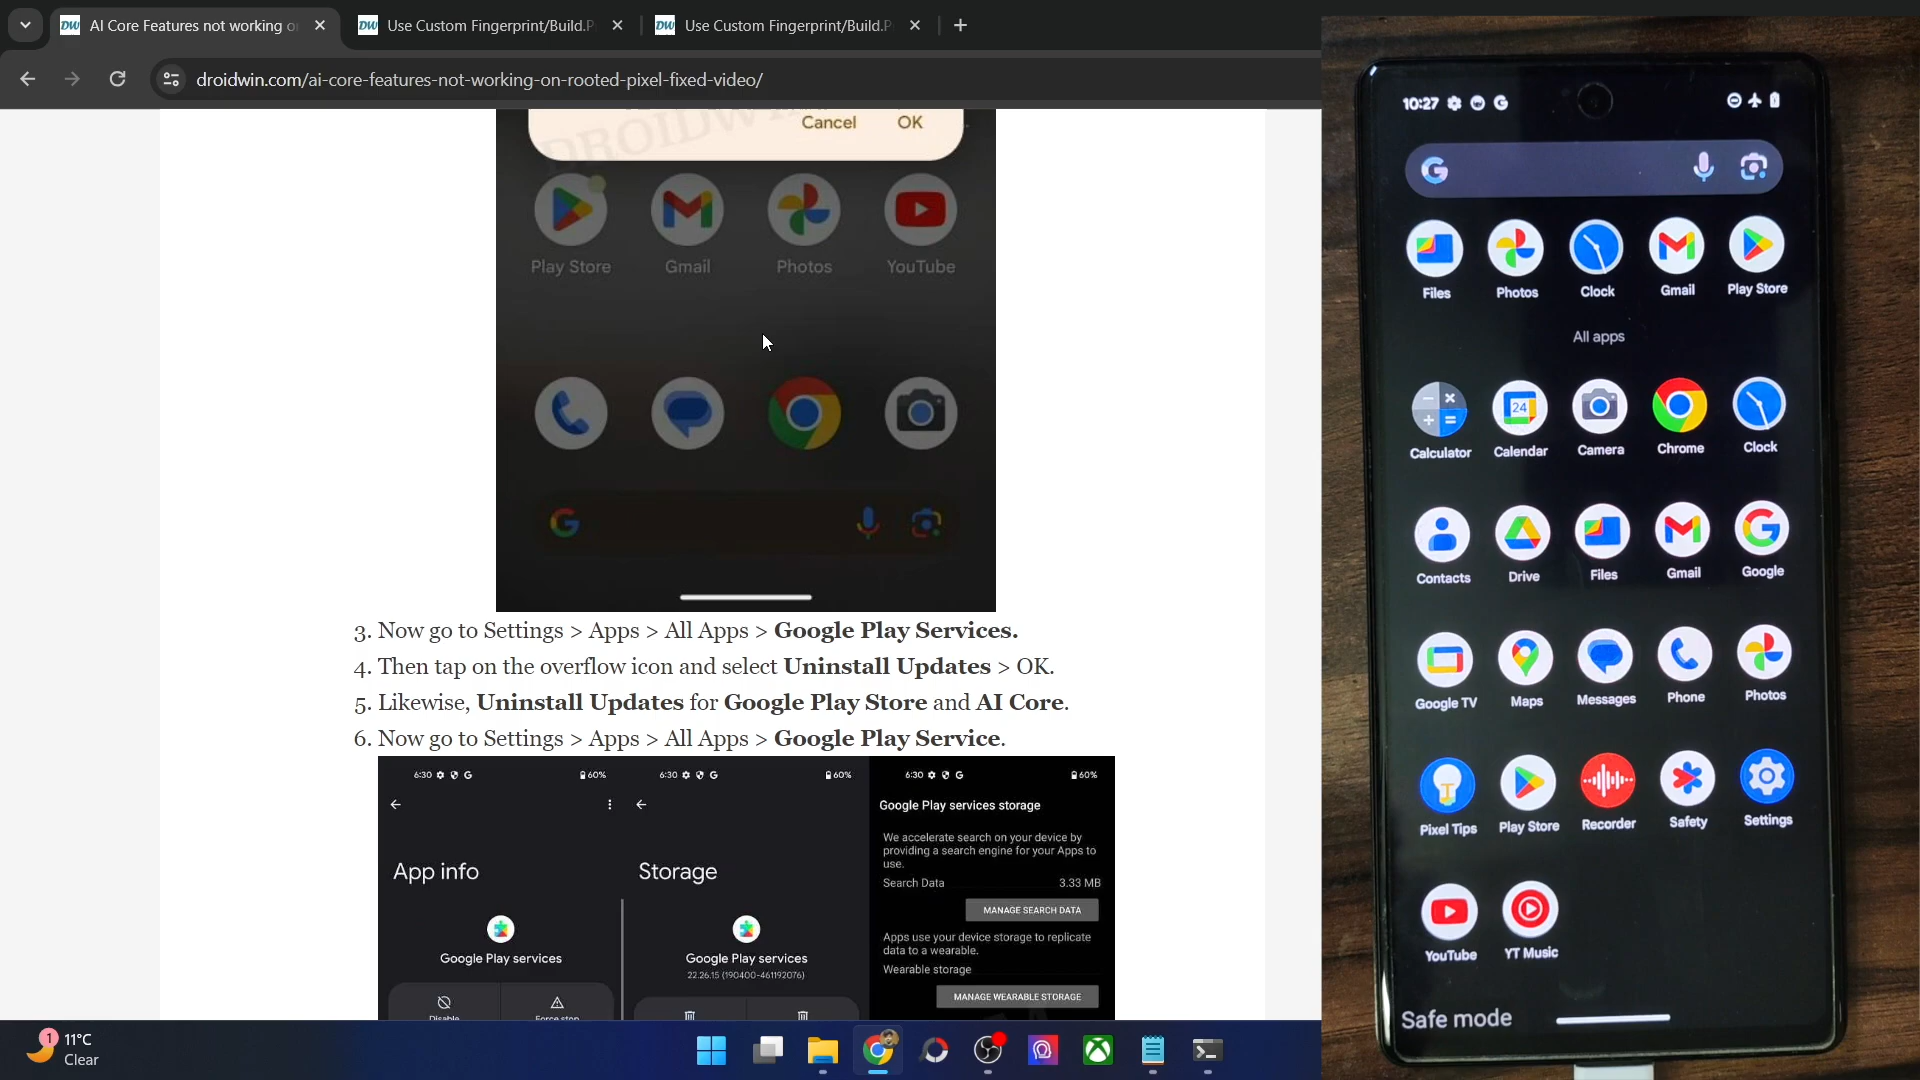 AI Core Features not working o
Use Custom Fingerprint/Build.P
Use Custom Fingerprint/Build.P
droidwin.com/ai-core-features-not-working-on-rooted-pixel-fixed-video/
Cancel
OK
Play Store
Gmail
Photos
YouTube
3. Now go to Settings > Apps > All Apps > Google Play Services.
4. Then tap on the overflow icon and select Uninstall Updates > OK.
5. Likewise, Uninstall Updates for Google Play Store and AI Core.
6. Now go to Settings > Apps > All Apps > Google Play Service.
6:30
60%
App info
Google Play services
Disable
Force stop
6:30
60%
Storage
Google Play services
22.26.15 (190400-461192076)
6:30
60%
Google Play services storage
We accelerate search on your device by
providing a search engine for your Apps to
use.
Search Data 3.33 MB
MANAGE SEARCH DATA
Apps use your device storage to replicate
data to a wearable.
Wearable storage
MANAGE WEARABLE STORAGE
1
11°C
Clear
10:27
Files
Photos
Clock
Gmail
Play Store
All apps
Calculator
Calendar
Camera
Chrome
Clock
Contacts
Drive
Files
Gmail
Google
Google TV
Maps
Messages
Phone
Photos
Pixel Tips
Play Store
Recorder
Safety
Settings
YouTube
YT Music
Safe mode
DROIDWIN
24